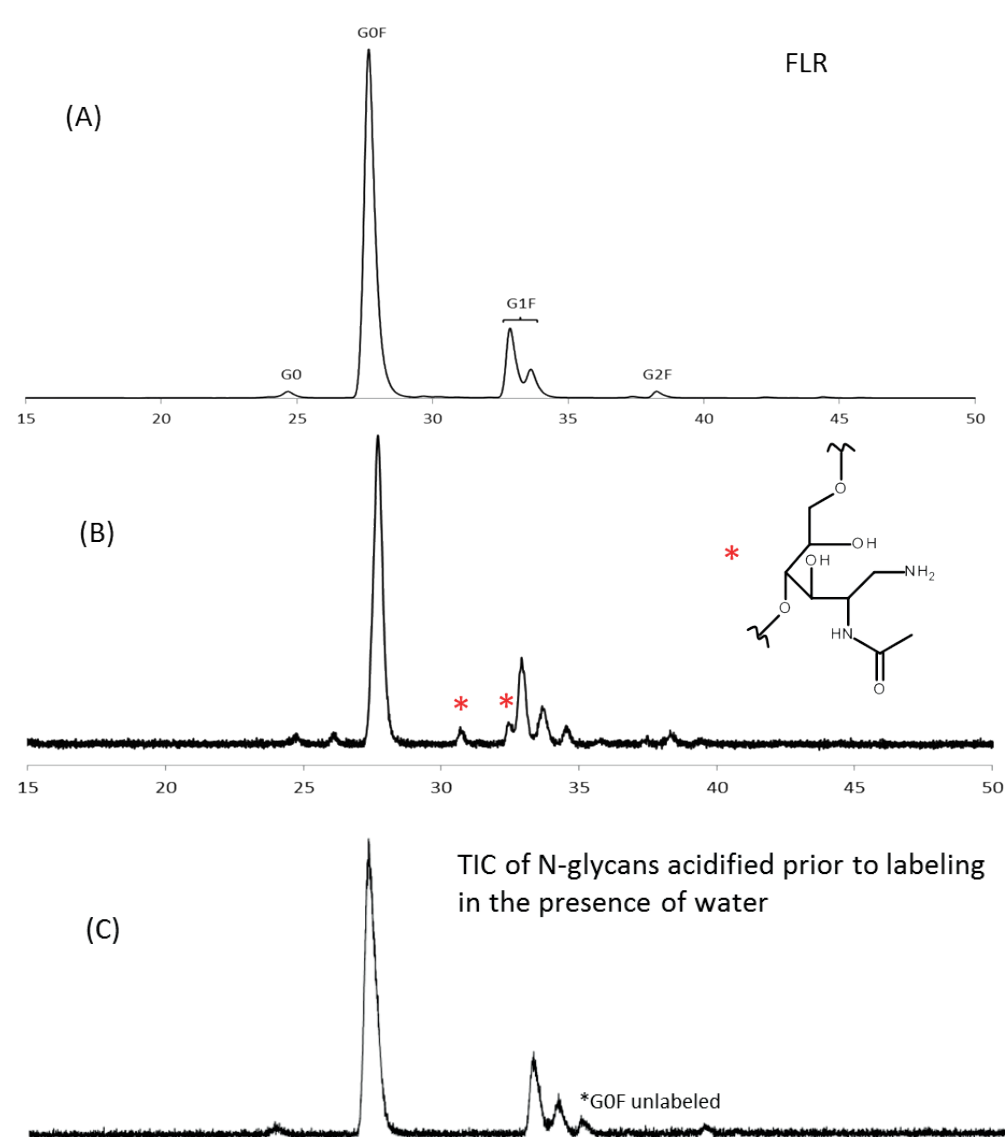 G0F
FLR
(A)
G1F
G0
G2F
15 20 25 30 35 40 45 50
(B)
*
O
OH
OH
NH2
O
HN
O
* *
15 20 25 30 35 40 45 50
TIC of N-glycans acidified prior to labeling
in the presence of water
(C)
*G0F unlabeled